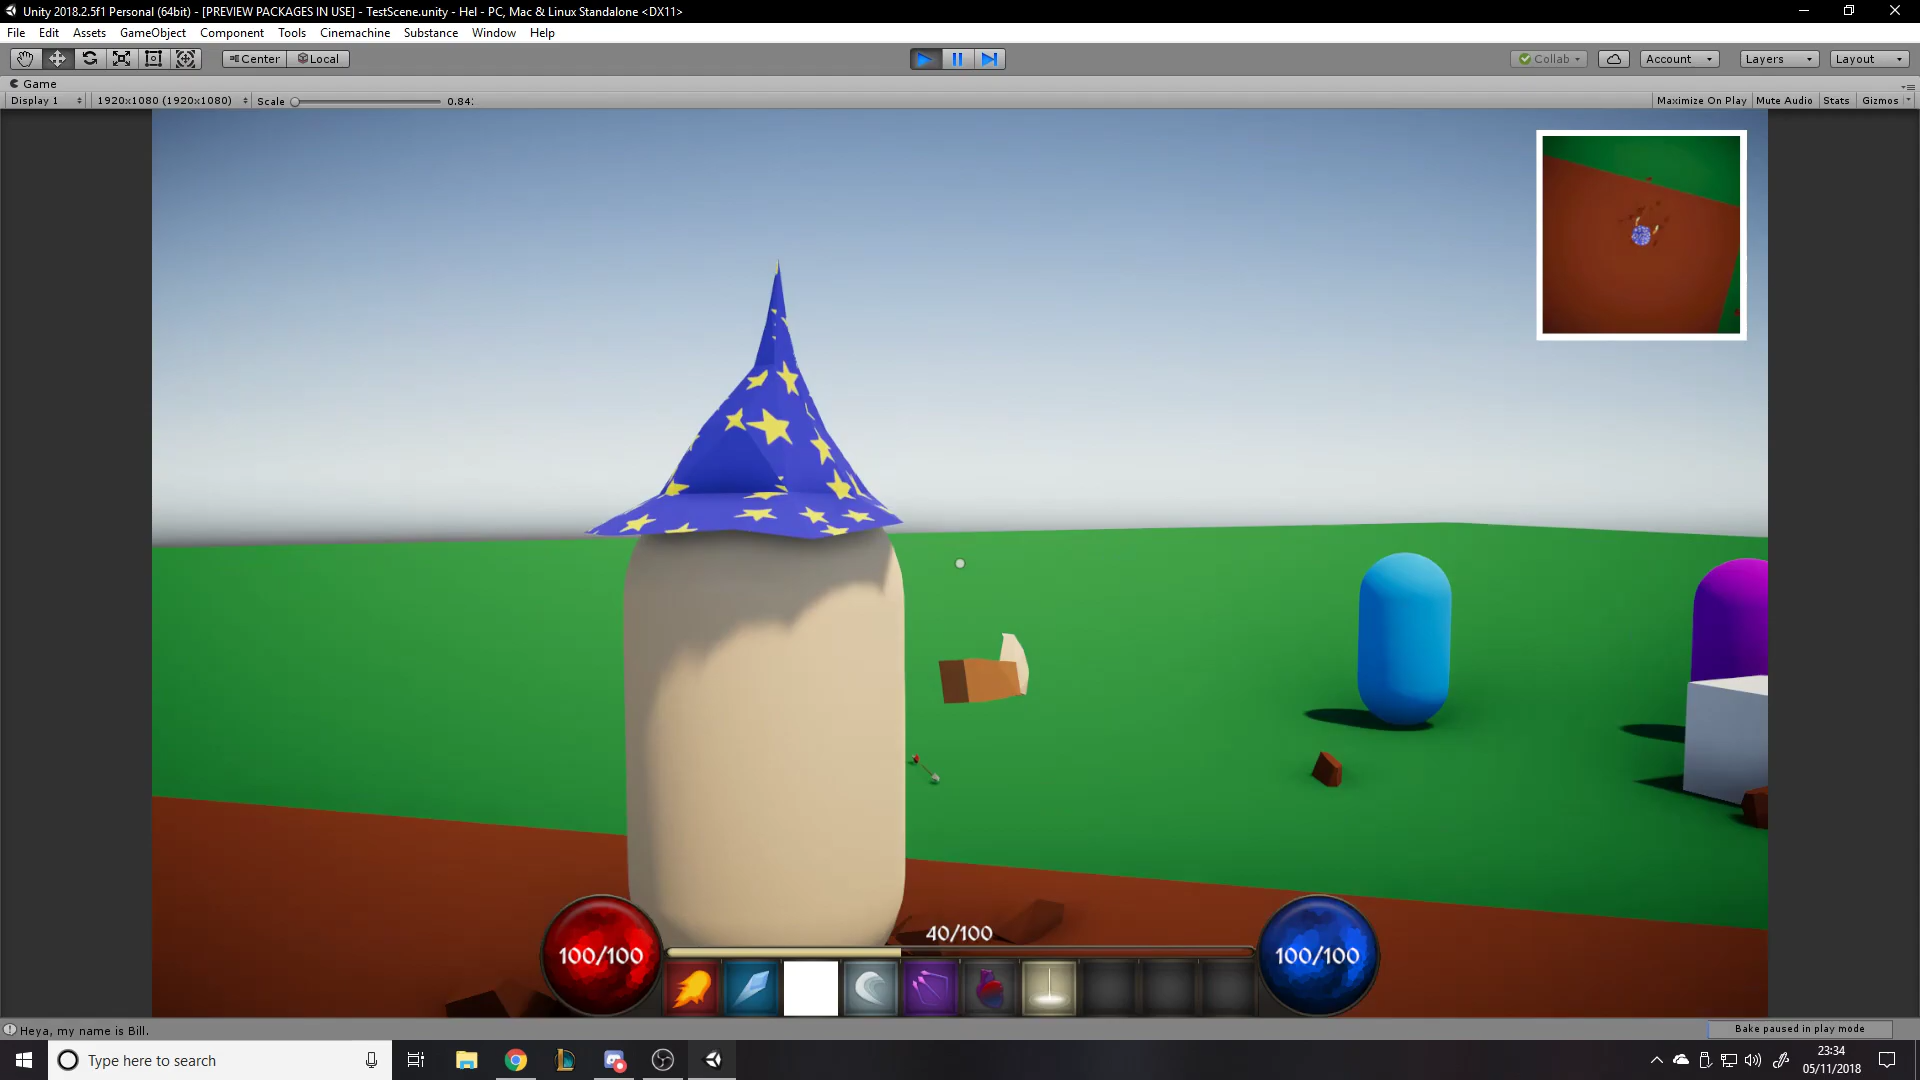 Unity 2018.2.5f1 Personal (64bit) - [PREVIEW PACKAGES IN USE] - TestScene.unity - Hel - PC, Mac & Linux Standalone <DX11>
File Edit Assets GameObject Component Tools Cinemachine Substance Window Help
Center Local Collab Account Layers Layout
Game
Display 1 1920x1080 (1920x1080) Scale 0.84: Maximize On Play Mute Audio Stats Gizmos
40/100
100/100 100/100
Heya, my name is Bill. Bake paused in play mode
Type here to search
23:34
05/11/2018